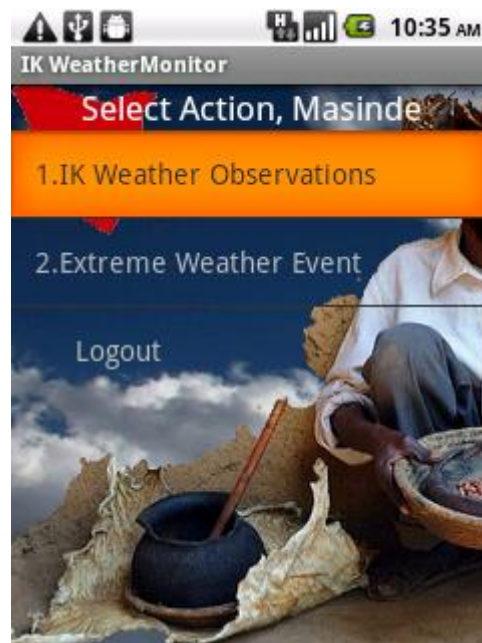 H
10:35 AM
IK WeatherMonitor
Select Action, Masinde
1.IK Weather Observations
2.Extreme Weather Event
Logout